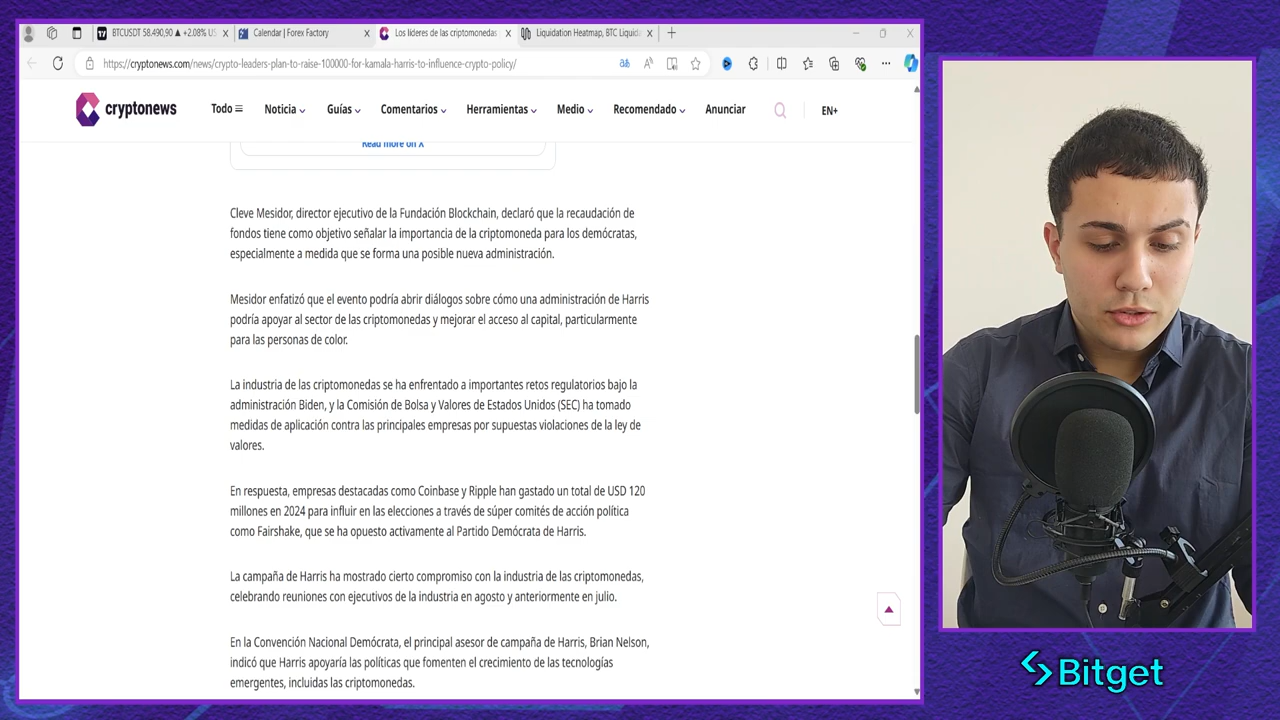 BTCUSDT 58.490,90 ▲ +2.08% US
Calendar | Forex Factory
Los líderes de las criptomonedas
Liquidation Heatmap, BTC Liquida
https://cryptonews.com/news/crypto-leaders-plan-to-raise-100000-for-kamala-harris-to-influence-crypto-policy/
cryptonews
Todo
Noticia
Guías
Comentarios
Herramientas
Medio
Recomendado
Anunciar
EN+
Read more on X
Cleve Mesidor, director ejecutivo de la Fundación Blockchain, declaró que la recaudación de
fondos tiene como objetivo señalar la importancia de la criptomoneda para los demócratas,
especialmente a medida que se forma una posible nueva administración.
Mesidor enfatizó que el evento podría abrir diálogos sobre cómo una administración de Harris
podría apoyar al sector de las criptomonedas y mejorar el acceso al capital, particularmente
para las personas de color.
La industria de las criptomonedas se ha enfrentado a importantes retos regulatorios bajo la
administración Biden, y la Comisión de Bolsa y Valores de Estados Unidos (SEC) ha tomado
medidas de aplicación contra las principales empresas por supuestas violaciones de la ley de
valores.
En respuesta, empresas destacadas como Coinbase y Ripple han gastado un total de USD 120
millones en 2024 para influir en las elecciones a través de súper comités de acción política
como Fairshake, que se ha opuesto activamente al Partido Demócrata de Harris.
La campaña de Harris ha mostrado cierto compromiso con la industria de las criptomonedas,
celebrando reuniones con ejecutivos de la industria en agosto y anteriormente en julio.
En la Convención Nacional Demócrata, el principal asesor de campaña de Harris, Brian Nelson,
indicó que Harris apoyaría las políticas que fomenten el crecimiento de las tecnologías
emergentes, incluidas las criptomonedas.
Bitget